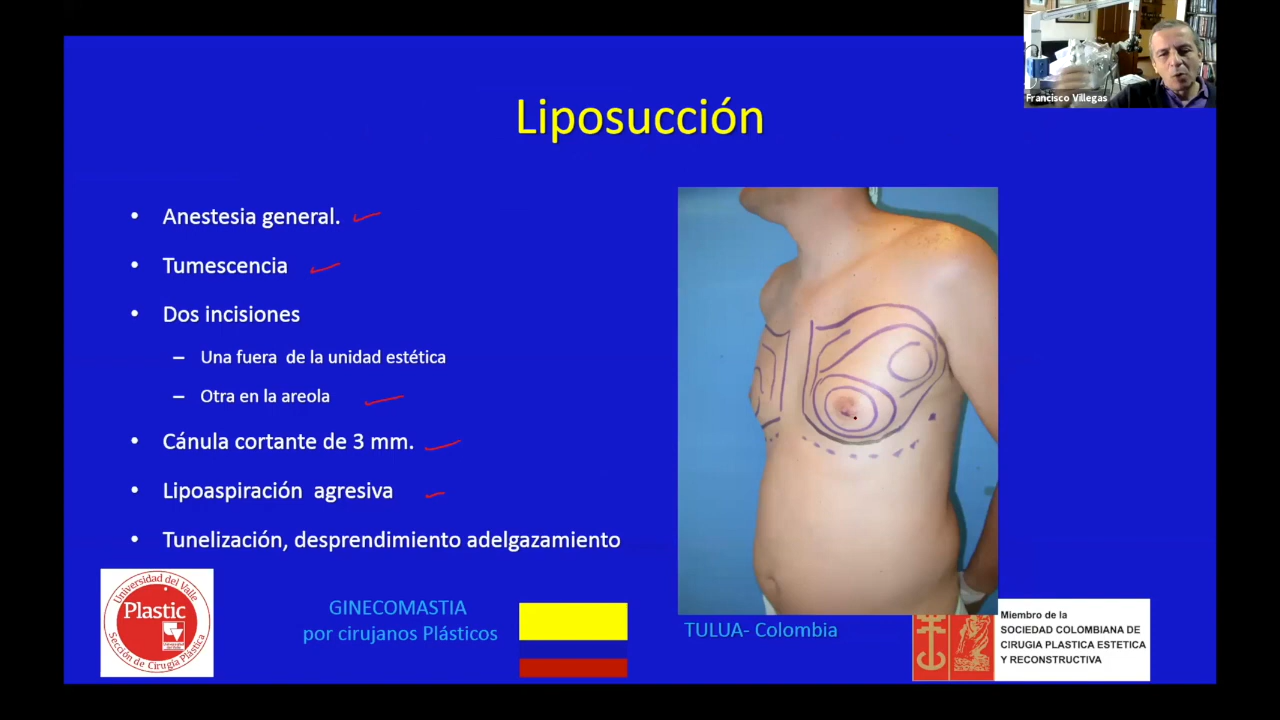 Francisco Villegas
Liposucción
• Anestesia general.
• Tumescencia
• Dos incisiones
– Una fuera de la unidad estética
– Otra en la areola
• Cánula cortante de 3 mm.
• Lipoaspiración agresiva
• Tunelización, desprendimiento adelgazamiento
Universidad del Valle
Plastic
Sección de Cirugía Plástica
GINECOMASTIA
por cirujanos Plásticos
TULUA- Colombia
Miembro de la
SOCIEDAD COLOMBIANA DE
CIRUGIA PLASTICA ESTETICA
Y RECONSTRUCTIVA